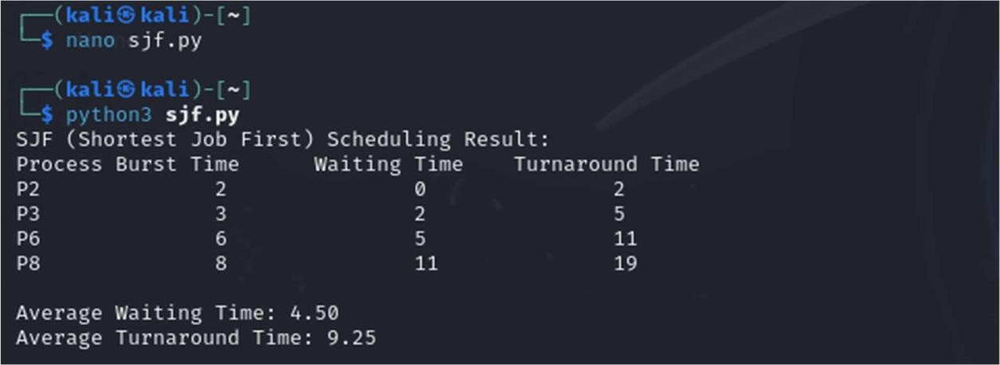 ┌──(kali㉿kali)-[~]
└─$ nano sjf.py
┌──(kali㉿kali)-[~]
└─$ python3 sjf.py
SJF (Shortest Job First) Scheduling Result:
Process Burst Time      Waiting Time    Turnaround Time
P2              2               0               2
P3              3               2               5
P6              6               5               11
P8              8               11              19
Average Waiting Time: 4.50
Average Turnaround Time: 9.25